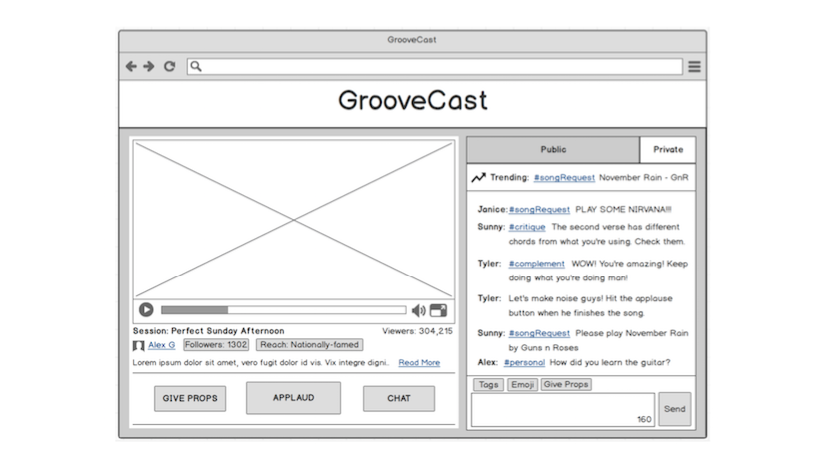 GrooveCast
GrooveCast
Session: Perfect Sunday Afternoon
Viewers: 304,215
Alex G
Followers: 1302
Reach: Nationally-famed
Lorem ipsum dolor sit amet, vero fugit dolor id vis. Vix integre digni..
Read More
GIVE PROPS
APPLAUD
CHAT
Public
Private
Trending: #songRequest November Rain - GnR
Janice: #songRequest PLAY SOME NIRVANA!!!
Sunny: #critique The second verse has different
chords from what you're using. Check them.
Tyler: #complement WOW! You're amazing! Keep
doing what you're doing man!
Tyler: Let's make noise guys! Hit the applause
button when he finishes the song.
Sunny: #songRequest Please play November Rain
by Guns n Roses
Alex: #personal How did you learn the guitar?
Tags
Emoji
Give Props
160
Send